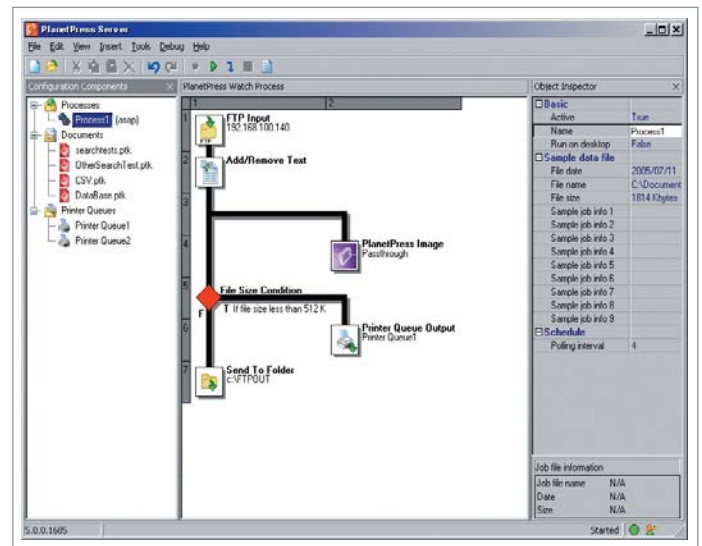 PlanetPress Server
File Edit View Insert Tools Debug Help
Configuration Components
Processes
Process1 (asap)
Documents
searchtests.ptk
OtherSearchTest.ptk
CSV.ptk
DataBase.ptk
Printer Queues
Printer Queue1
Printer Queue2
PlanetPress Watch Process
1 2
1
FTP Input
192.168.100.140
FTP
2
Add/Remove Text
3
4
PlanetPress Image
Passthrough
5
File Size Condition
F T If file size less than 512 K
6
Printer Queue Output
Printer Queue1
7
Send To Folder
c:\FTPOUT
Object Inspector
Basic
Active True
Name Process1
Run on desktop False
Sample data file
File date 2005/07/11
File name C:\Document
File size 1814 Kbytes
Sample job info 1
Sample job info 2
Sample job info 3
Sample job info 4
Sample job info 5
Sample job info 6
Sample job info 7
Sample job info 8
Sample job info 9
Schedule
Polling interval 4
Job file information
Job file name N/A
Date N/A
Size N/A
5.0.0.1685
Started